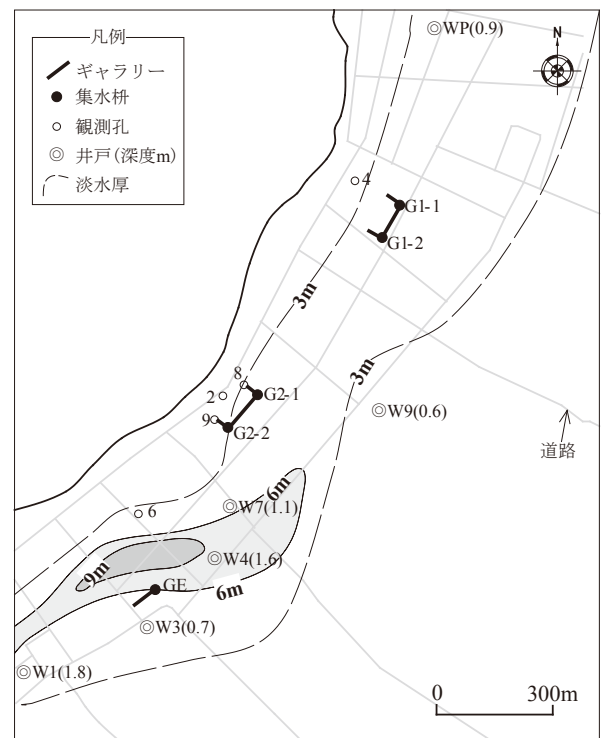 凡例
ギャラリー
集水枡
観測孔
井戸(深度m)
淡水厚
WP(0.9)
N
4
G1-1
G1-2
3m
3m
8
2
G2-1
9
G2-2
W9(0.6)
道路
6m
W7(1.1)
6
W4(1.6)
9m
6m
GE
W3(0.7)
W1(1.8)
0 300m